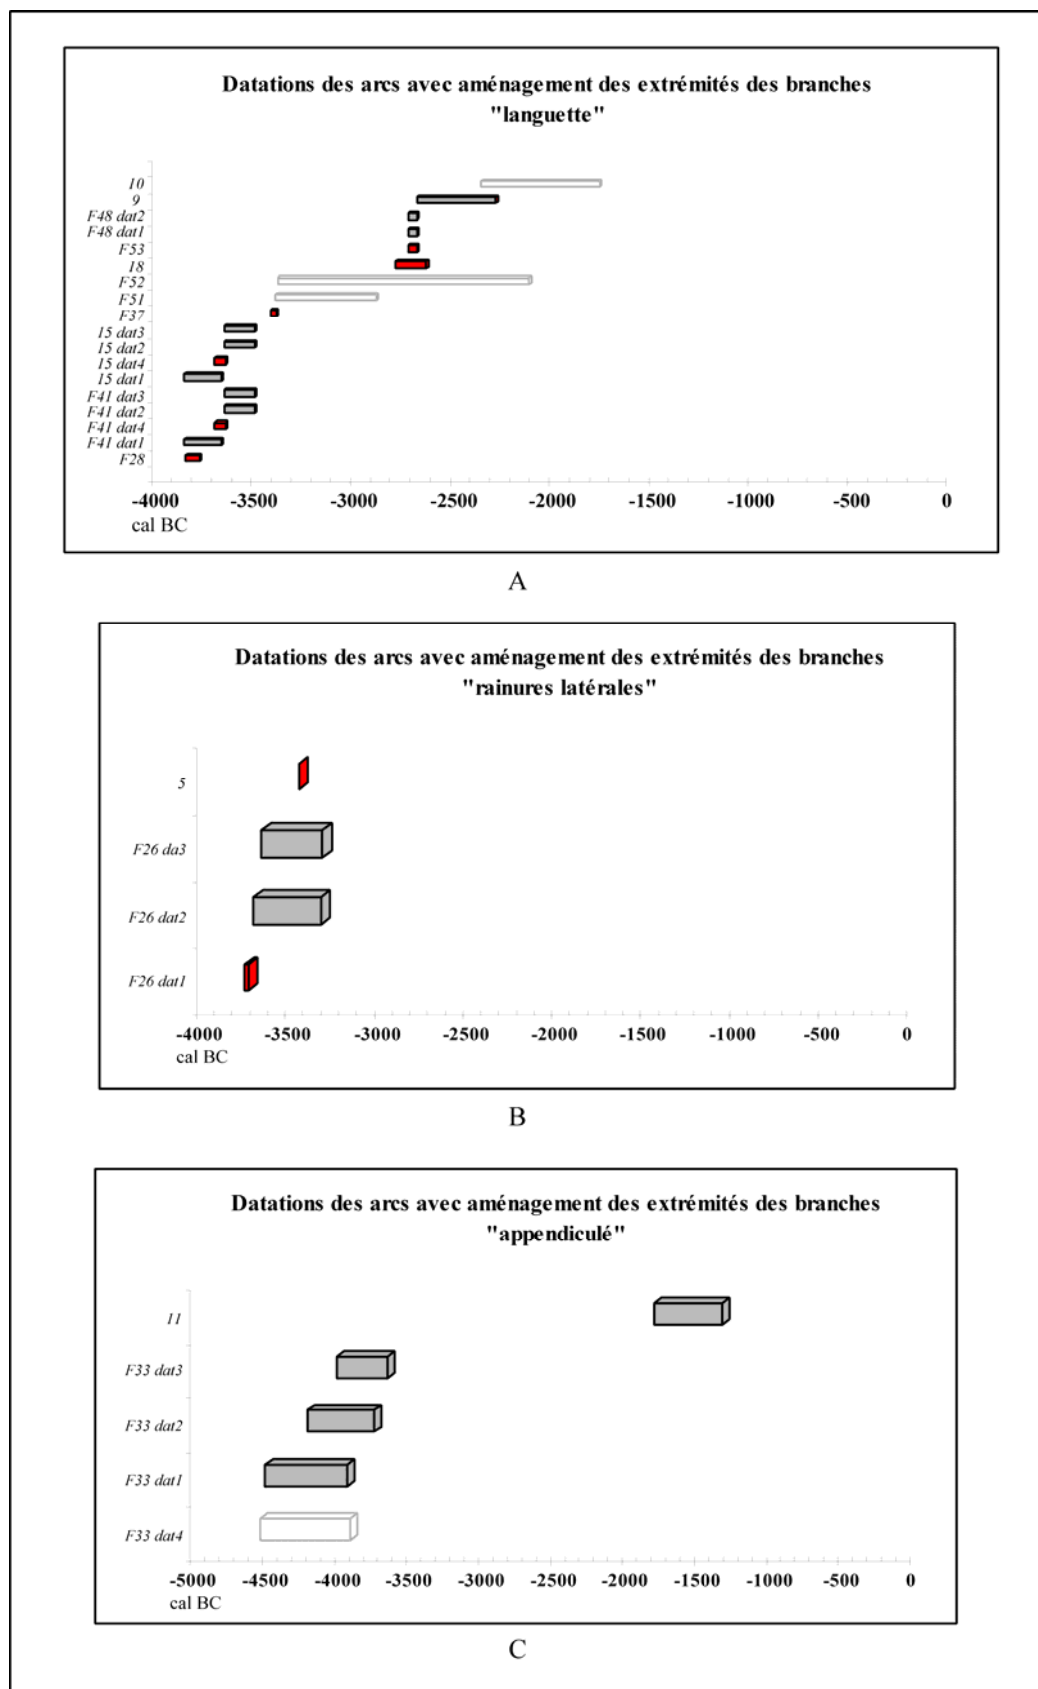 Datations des arcs avec aménagement des extrémités des branches
"languette"
10
9
F48 dat2
F48 dat1
F53
18
F52
F51
F37
15 dat3
15 dat2
15 dat4
15 dat1
F41 dat3
F41 dat2
F41 dat4
F41 dat1
F28
-4000 -3500 -3000 -2500 -2000 -1500 -1000 -500 0
cal BC
A
Datations des arcs avec aménagement des extrémités des branches
"rainures latérales"
5
F26 da3
F26 dat2
F26 dat1
-4000 -3500 -3000 -2500 -2000 -1500 -1000 -500 0
cal BC
B
Datations des arcs avec aménagement des extrémités des branches
"appendiculé"
11
F33 dat3
F33 dat2
F33 dat1
F33 dat4
-5000 -4500 -4000 -3500 -3000 -2500 -2000 -1500 -1000 -500 0
cal BC
C